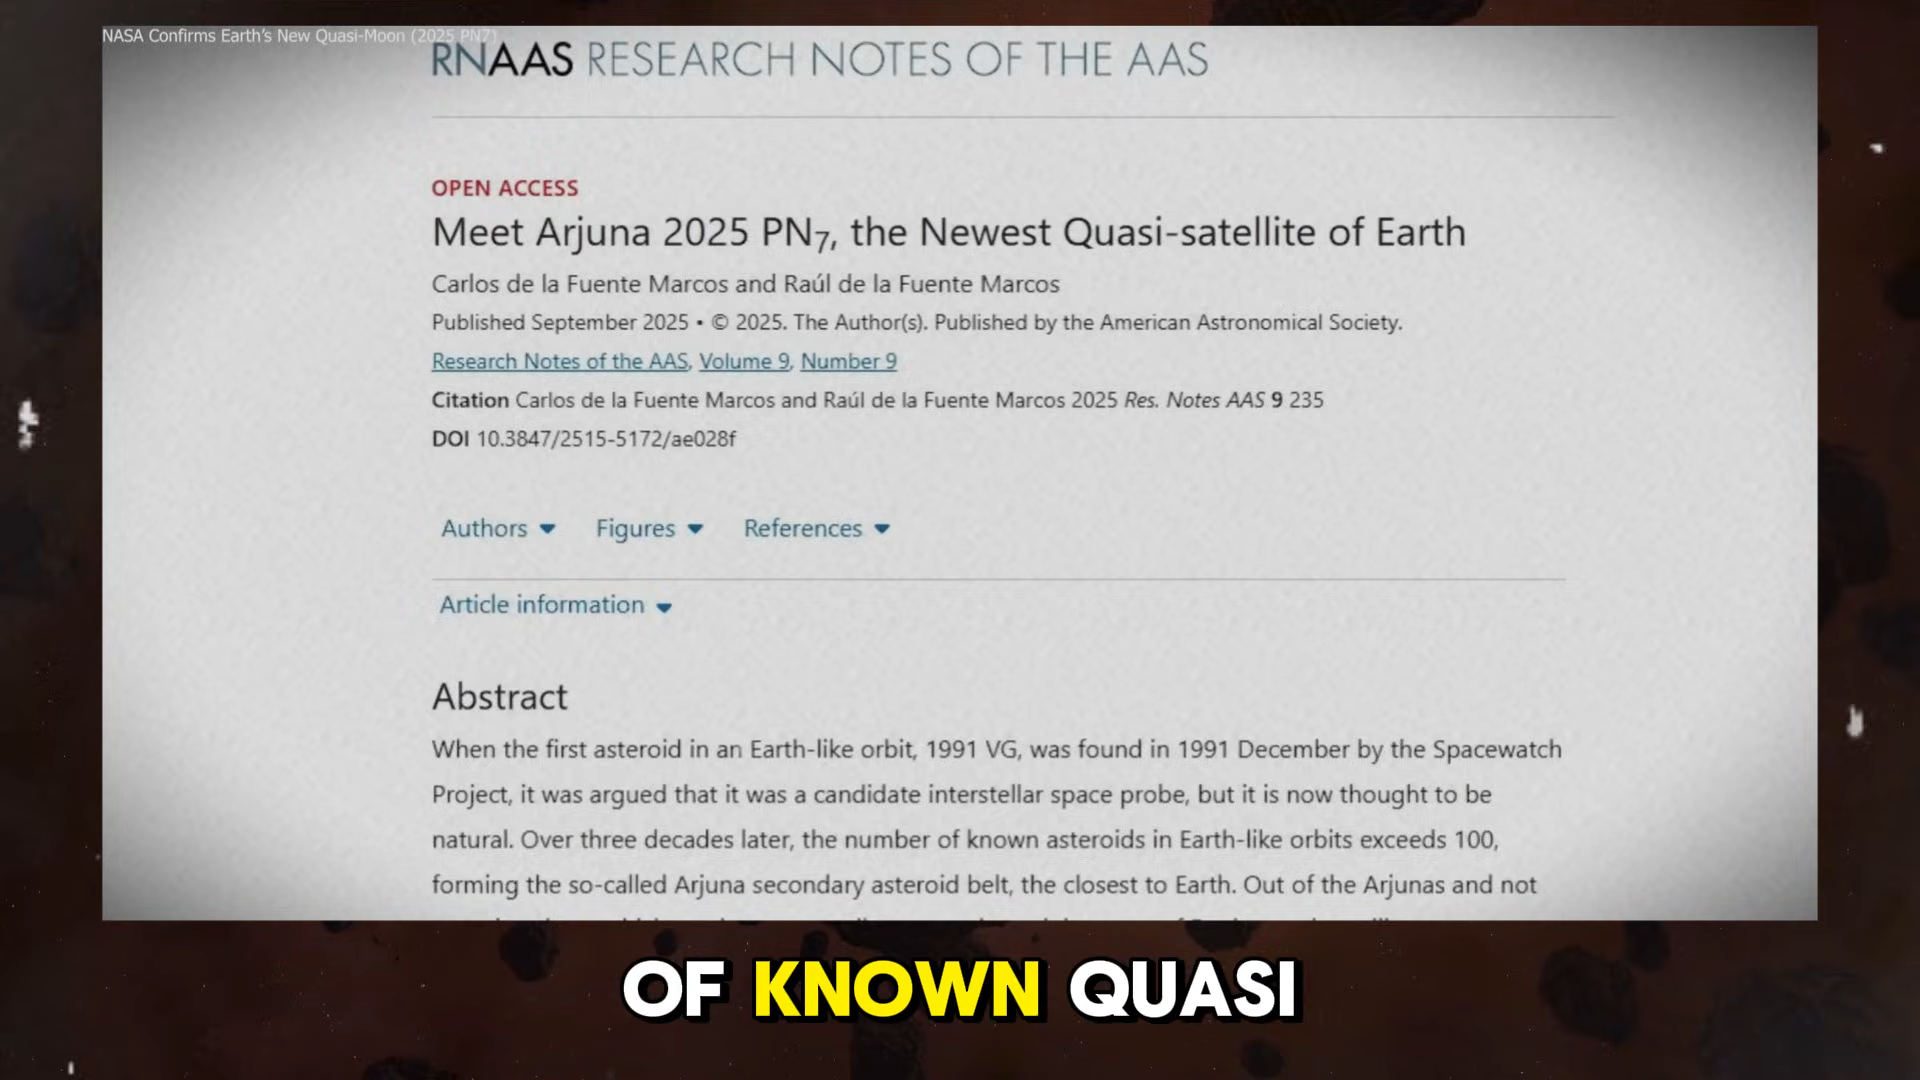 NASA Confirms Earth's New Quasi-Moon (2025 PN7)
RNAAS RESEARCH NOTES OF THE AAS
OPEN ACCESS
Meet Arjuna 2025 PN₇, the Newest Quasi-satellite of Earth
Carlos de la Fuente Marcos and Raúl de la Fuente Marcos
Published September 2025 • © 2025. The Author(s). Published by the American Astronomical Society.
Research Notes of the AAS, Volume 9, Number 9
Citation Carlos de la Fuente Marcos and Raúl de la Fuente Marcos 2025 Res. Notes AAS 9 235
DOI 10.3847/2515-5172/ae028f
Authors Figures References
Article information
Abstract
When the first asteroid in an Earth-like orbit, 1991 VG, was found in 1991 December by the Spacewatch
Project, it was argued that it was a candidate interstellar space probe, but it is now thought to be
natural. Over three decades later, the number of known asteroids in Earth-like orbits exceeds 100,
forming the so-called Arjuna secondary asteroid belt, the closest to Earth. Out of the Arjunas and not
OF KNOWN QUASI